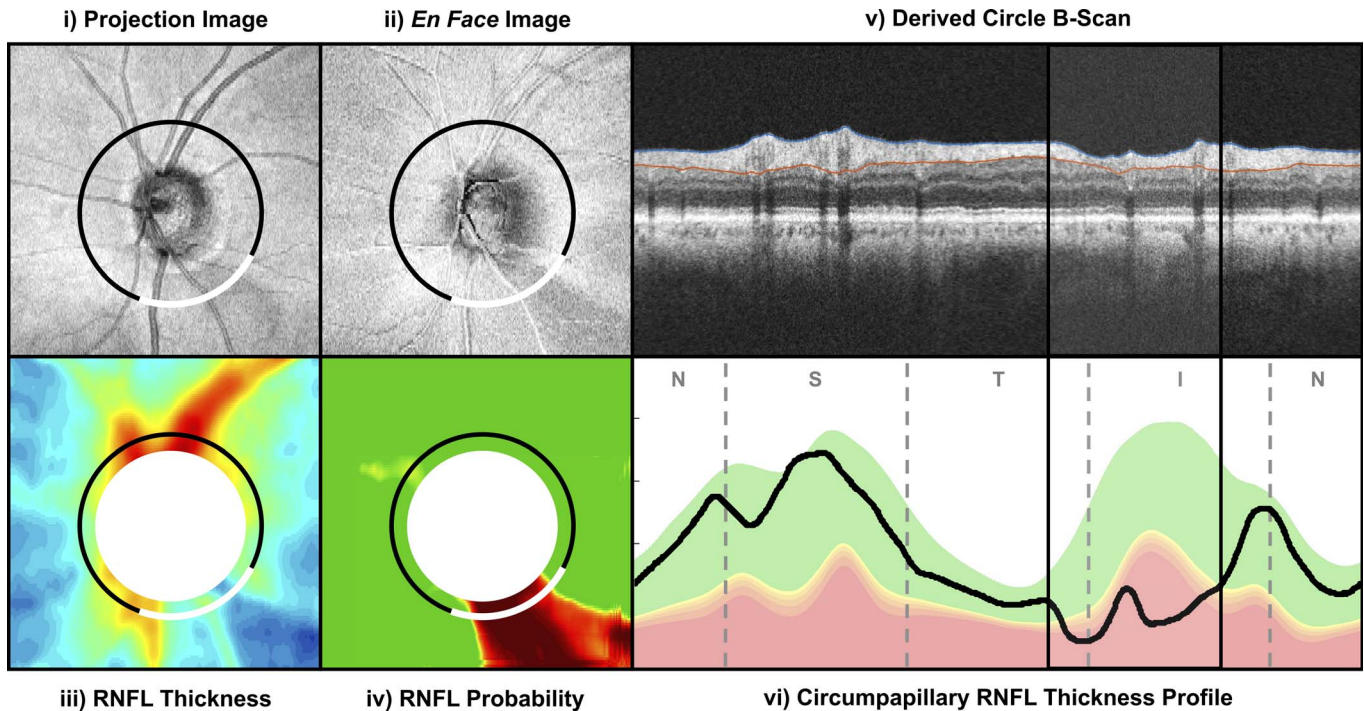 i) Projection Image
ii) En Face Image
v) Derived Circle B-Scan
N S T I N
iii) RNFL Thickness
iv) RNFL Probability
vi) Circumpapillary RNFL Thickness Profile